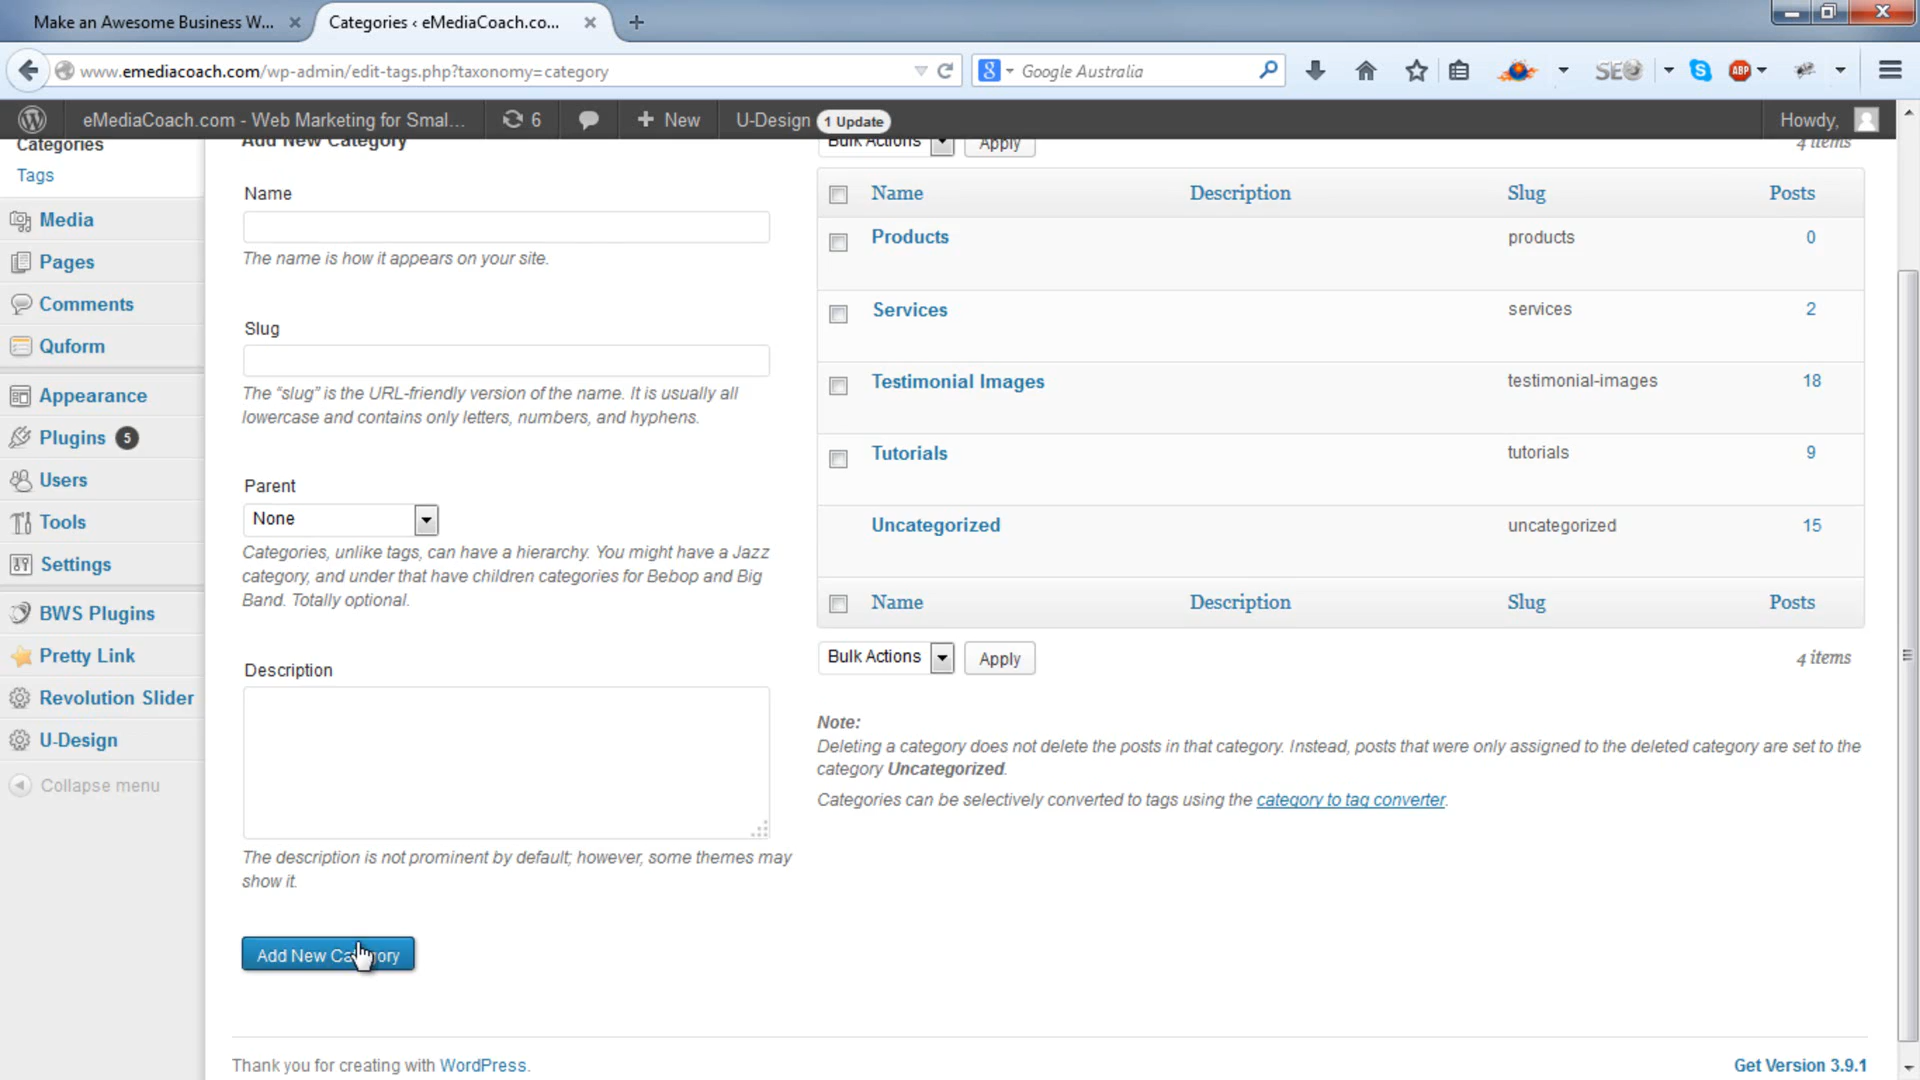 Make an Awesome Business W...
Categories ‹ eMediaCoach.co...
www.emediacoach.com/wp-admin/edit-tags.php?taxonomy=category
Google Australia
SEO
ABP
eMediaCoach.com - Web Marketing for Smal...
6
New
U-Design
1 Update
Howdy,
Categories
Tags
Media
Pages
Comments
Quform
Appearance
Plugins 5
Users
Tools
Settings
BWS Plugins
Pretty Link
Revolution Slider
U-Design
Collapse menu
Add New Category
Name
The name is how it appears on your site.
Slug
The “slug” is the URL-friendly version of the name. It is usually all
lowercase and contains only letters, numbers, and hyphens.
Parent
None
Categories, unlike tags, can have a hierarchy. You might have a Jazz
category, and under that have children categories for Bebop and Big
Band. Totally optional.
Description
The description is not prominent by default; however, some themes may
show it.
Add New Category
Bulk Actions
Apply
4 items
Name Description Slug Posts
Products products 0
Services services 2
Testimonial Images testimonial-images 18
Tutorials tutorials 9
Uncategorized uncategorized 15
Name Description Slug Posts
Bulk Actions
Apply
4 items
Note:
Deleting a category does not delete the posts in that category. Instead, posts that were only assigned to the deleted category are set to the
category Uncategorized.
Categories can be selectively converted to tags using the category to tag converter.
Thank you for creating with WordPress.
Get Version 3.9.1